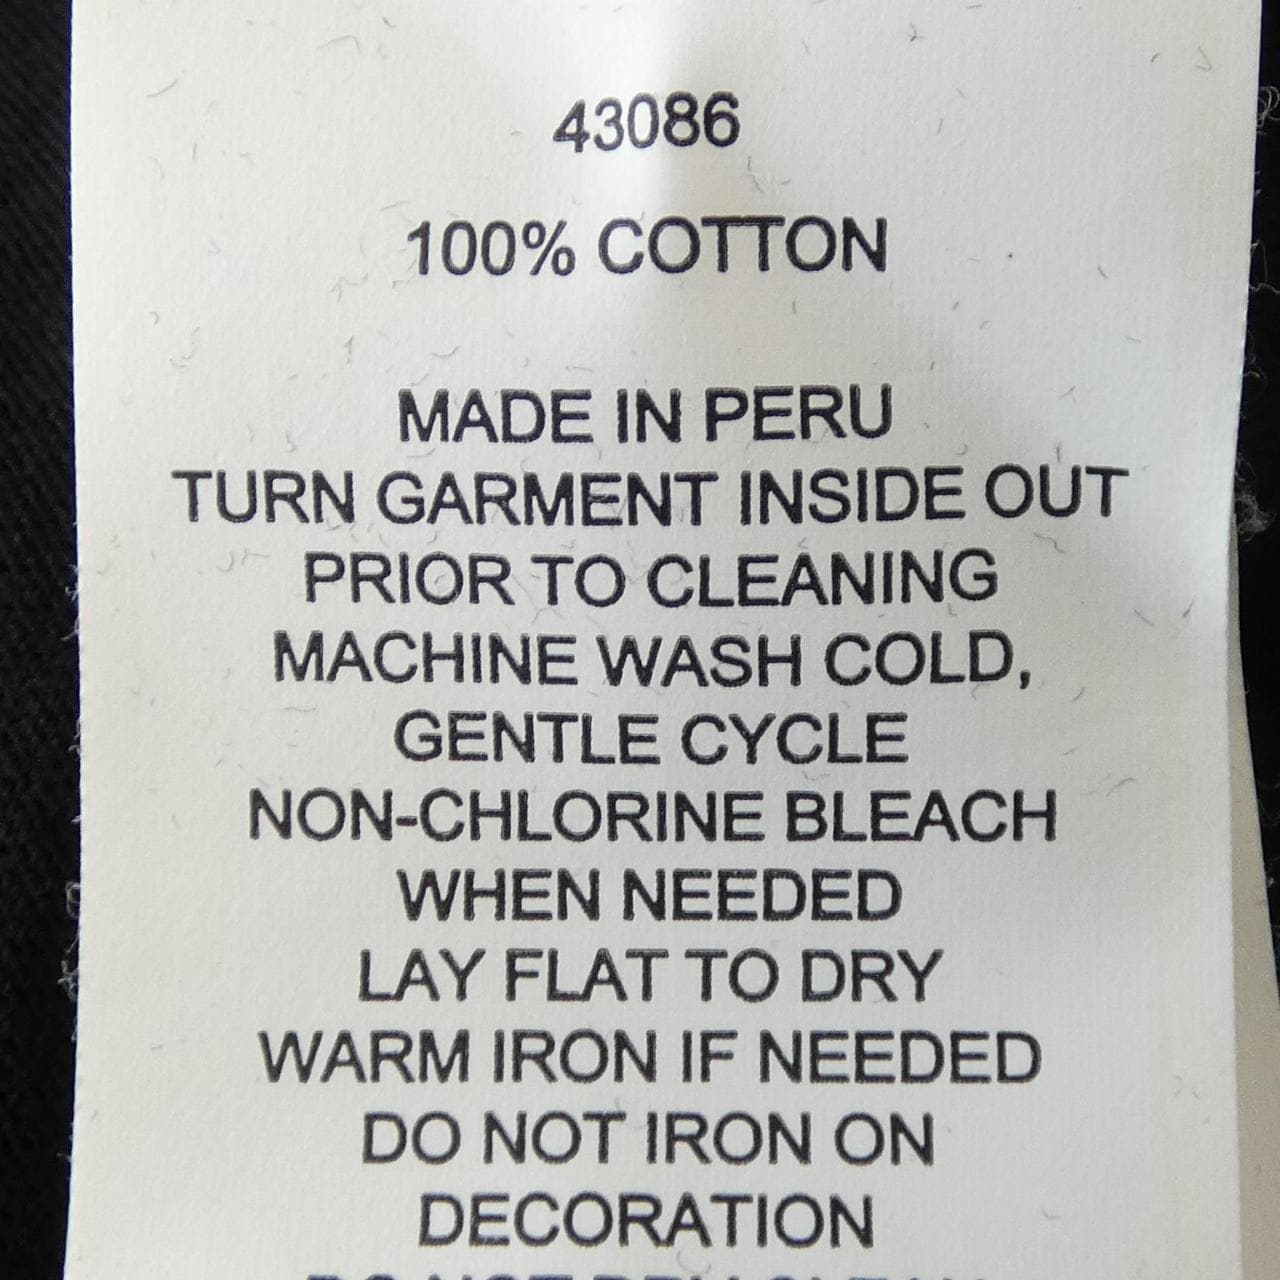 43086
100% COTTON
MADE IN PERU
TURN GARMENT INSIDE OUT
PRIOR TO CLEANING
MACHINE WASH COLD,
GENTLE CYCLE
NON-CHLORINE BLEACH
WHEN NEEDED
LAY FLAT TO DRY
WARM IRON IF NEEDED
DO NOT IRON ON
DECORATION